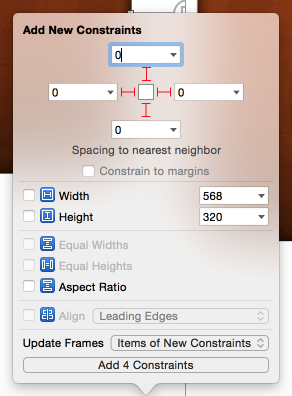 Add New Constraints
0
0 0
0
Spacing to nearest neighbor
Constrain to margins
Width 568
Height 320
Equal Widths
Equal Heights
Aspect Ratio
Align Leading Edges
Update Frames Items of New Constraints
Add 4 Constraints